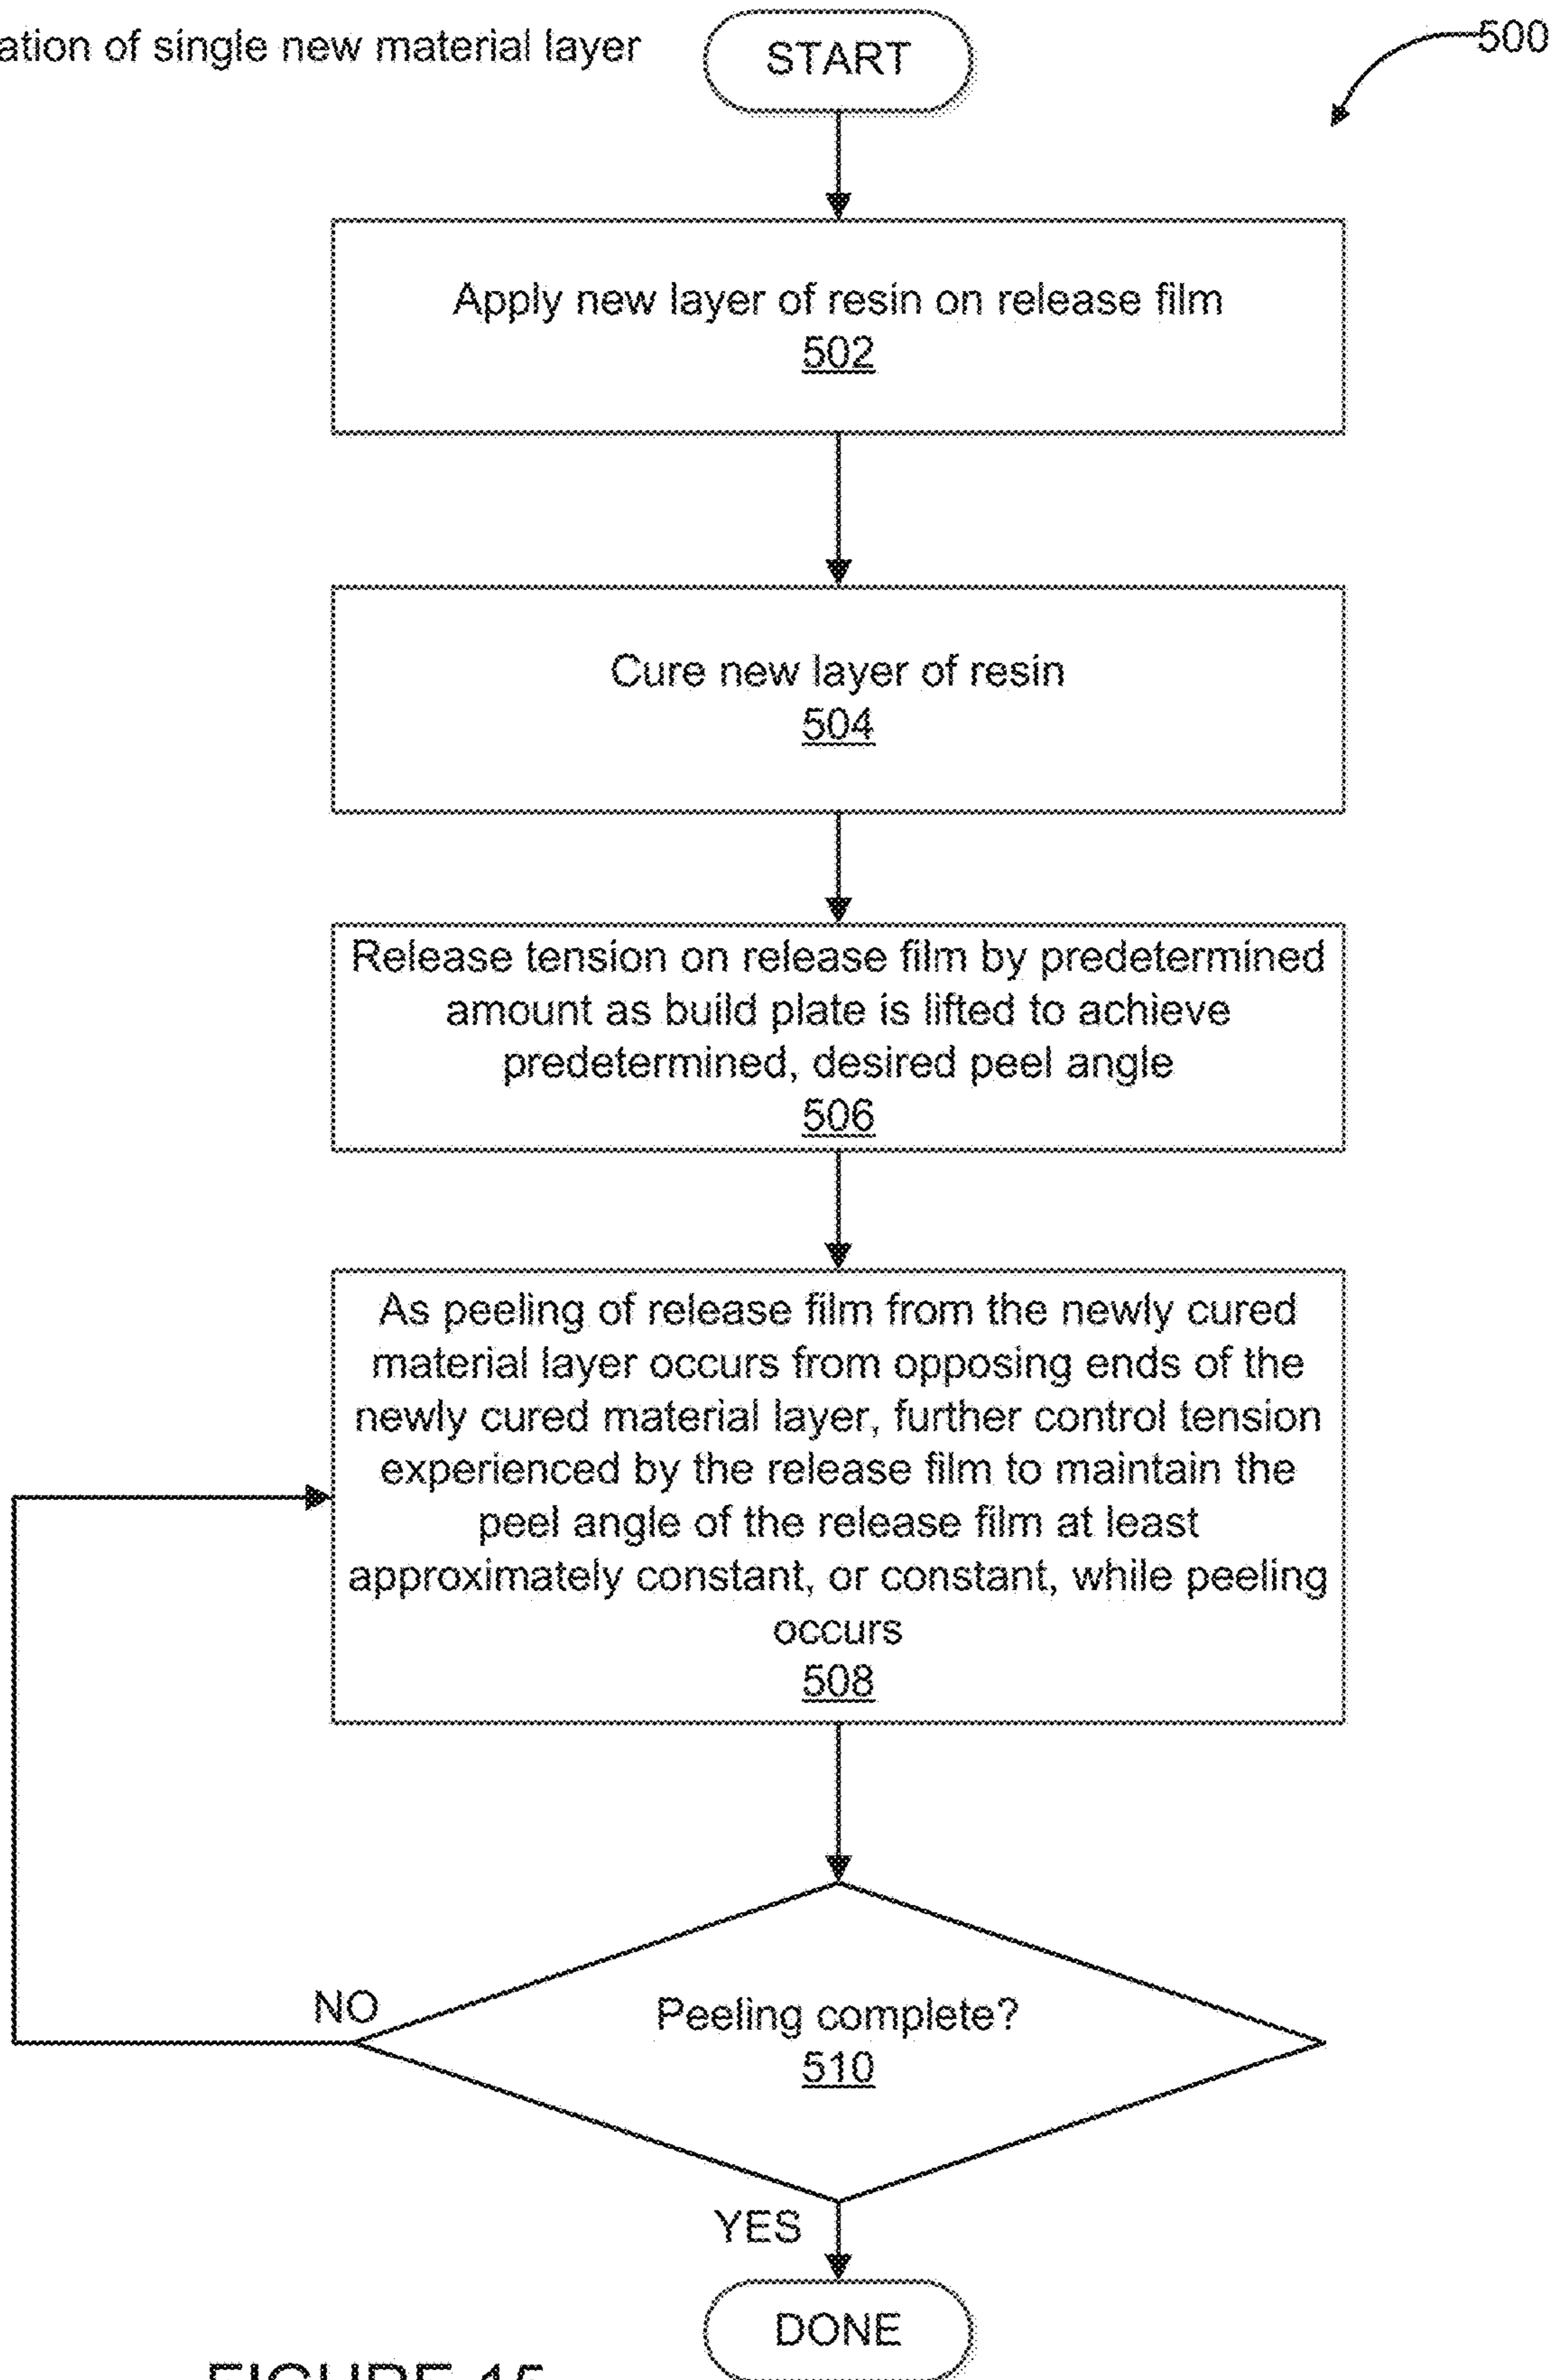 ation of single new material layer
START
500
Apply new layer of resin on release film
502
Cure new layer of resin
504
Release tension on release film by predetermined
amount as build plate is lifted to achieve
predetermined, desired peel angle
506
As peeling of release film from the newly cured
material layer occurs from opposing ends of the
newly cured material layer, further control tension
experienced by the release film to maintain the
peel angle of the release film at least
approximately constant, or constant, while peeling
occurs
508
NO
Peeling complete?
510
YES
DONE
FIGURE 15